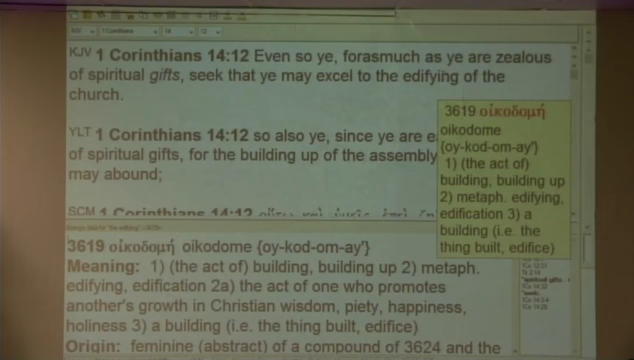 KJV 1 Corinthians 14:12 Even so ye, forasmuch as ye are zealous
of spiritual gifts, seek that ye may excel to the edifying of the
church.
YLT 1 Corinthians 14:12 so also ye, since ye are e
of spiritual gifts, for the building up of the assembly
may abound;
SCM 1 Corinthians 14:12
3619 οἰκοδομή
oikodome
{oy-kod-om-ay'}
1) (the act of)
building, building up
2) metaph. edifying,
edification 3) a
building (i.e. the
thing built, edifice)
3619 οἰκοδομή oikodome {oy-kod-om-ay'}
Meaning: 1) (the act of) building, building up 2) metaph.
edifying, edification 2a) the act of one who promotes
another's growth in Christian wisdom, piety, happiness,
holiness 3) a building (i.e. the thing built, edifice)
Origin: feminine (abstract) of a compound of 3624 and the